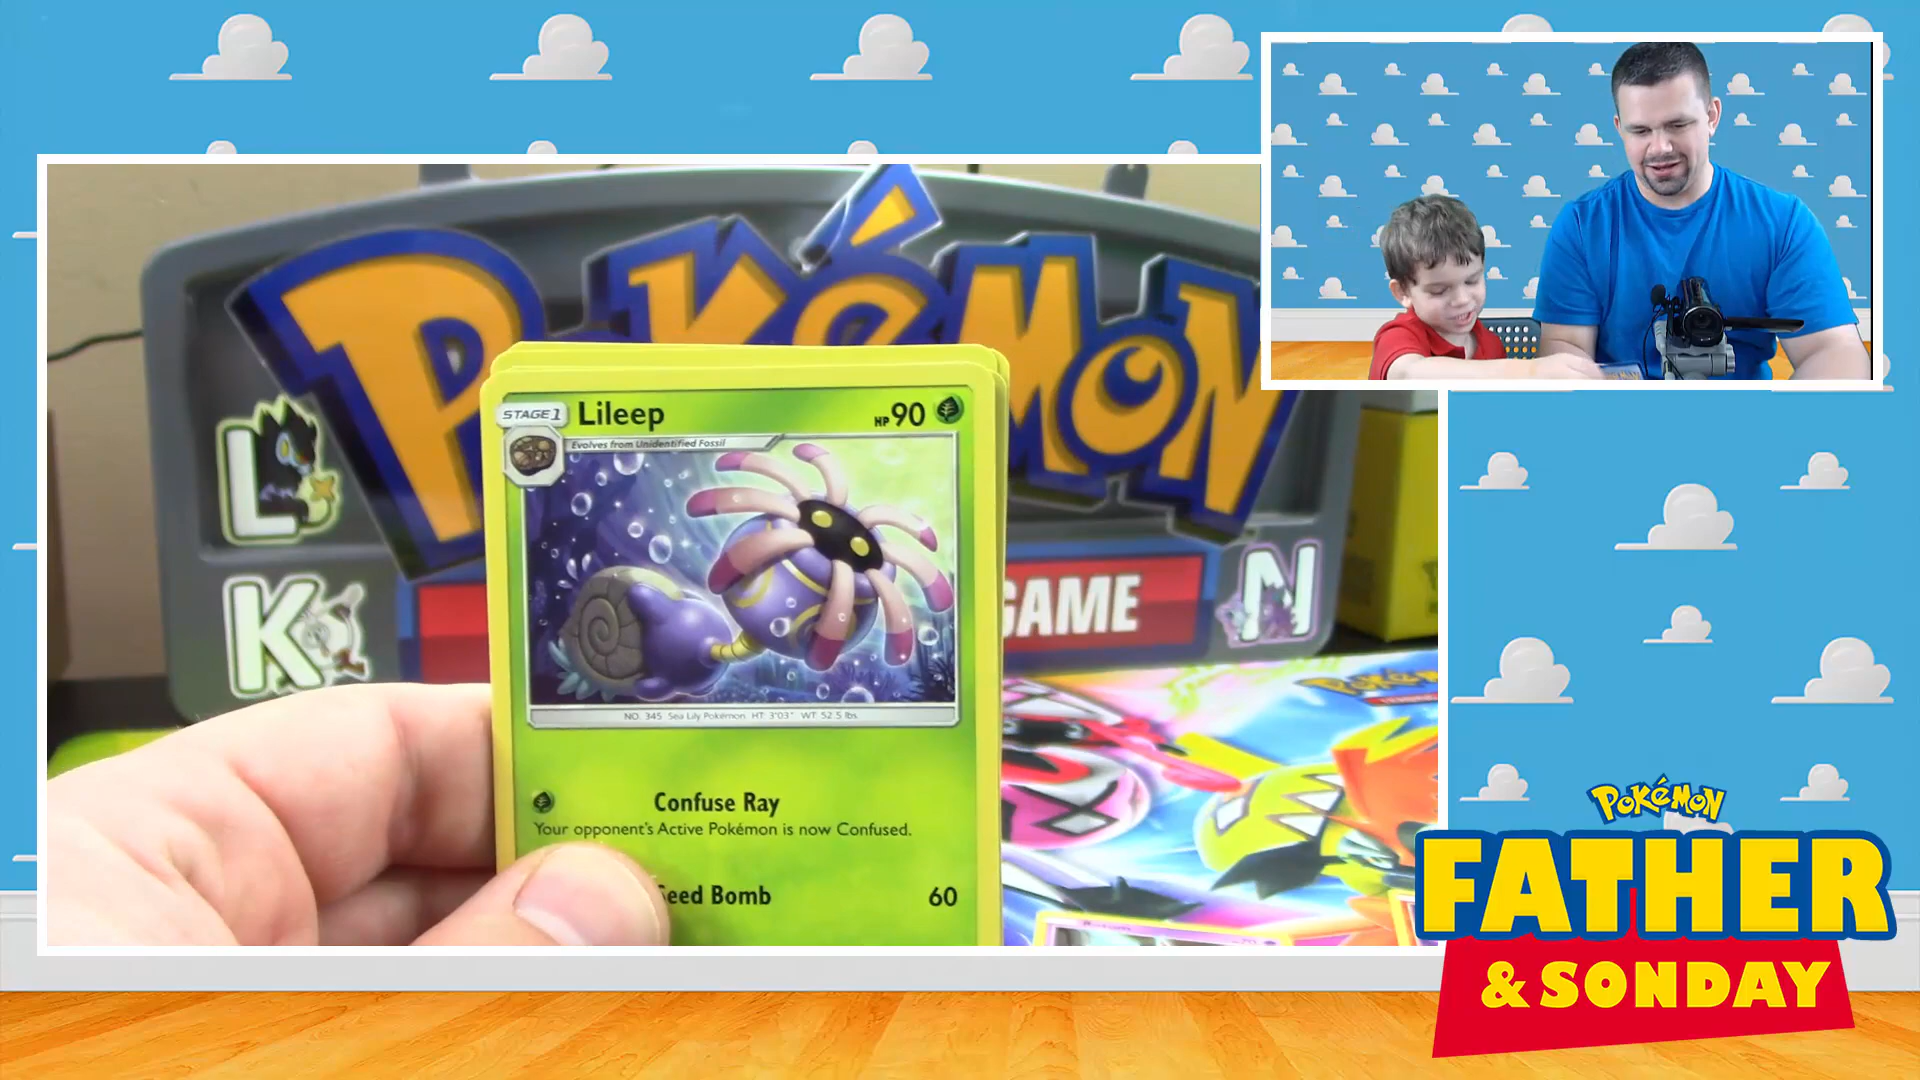 Pokémon
STAGE 1 Lileep HP 90
Evolves from Unidentified Fossil
L
K
GAME
N
NO. 345 Sea Lily Pokémon HT: 3'03" WT: 52.5 lbs
Confuse Ray
Your opponent's Active Pokémon is now Confused.
Seed Bomb 60
POKéMON
FATHER
& SONDAY